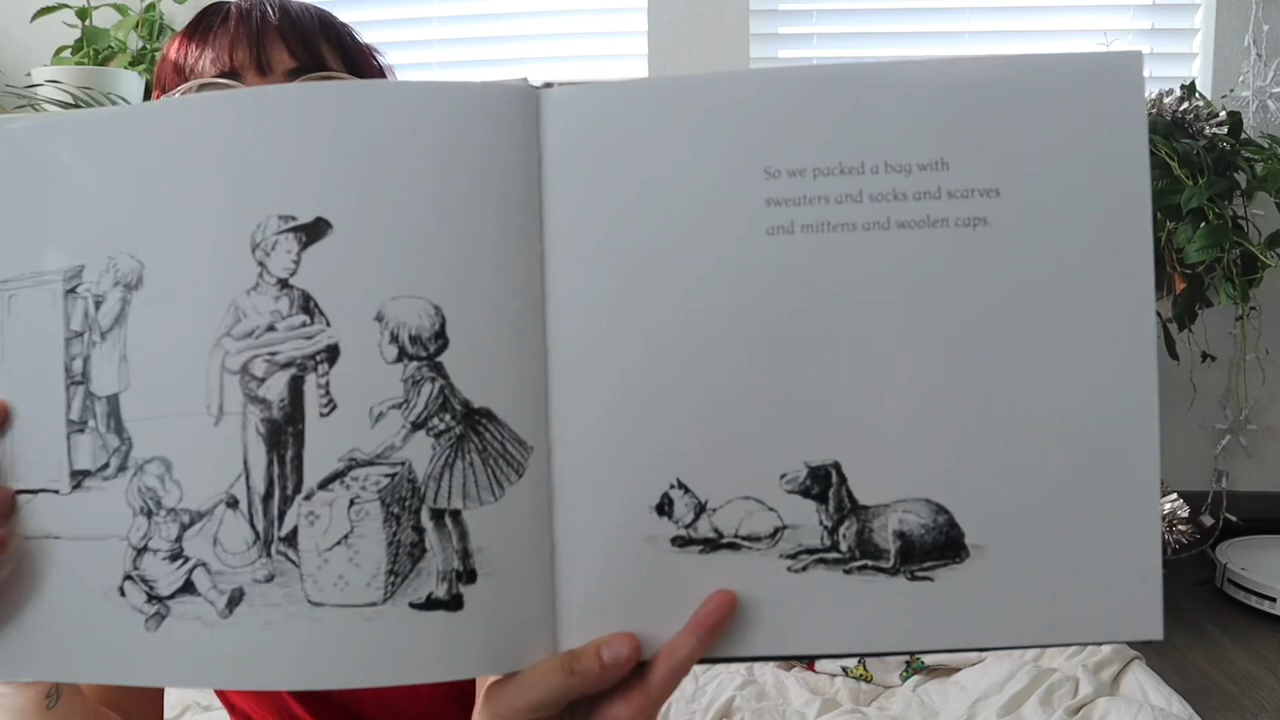 So we packed a bag with
sweaters and socks and scarves
and mittens and woolen caps.